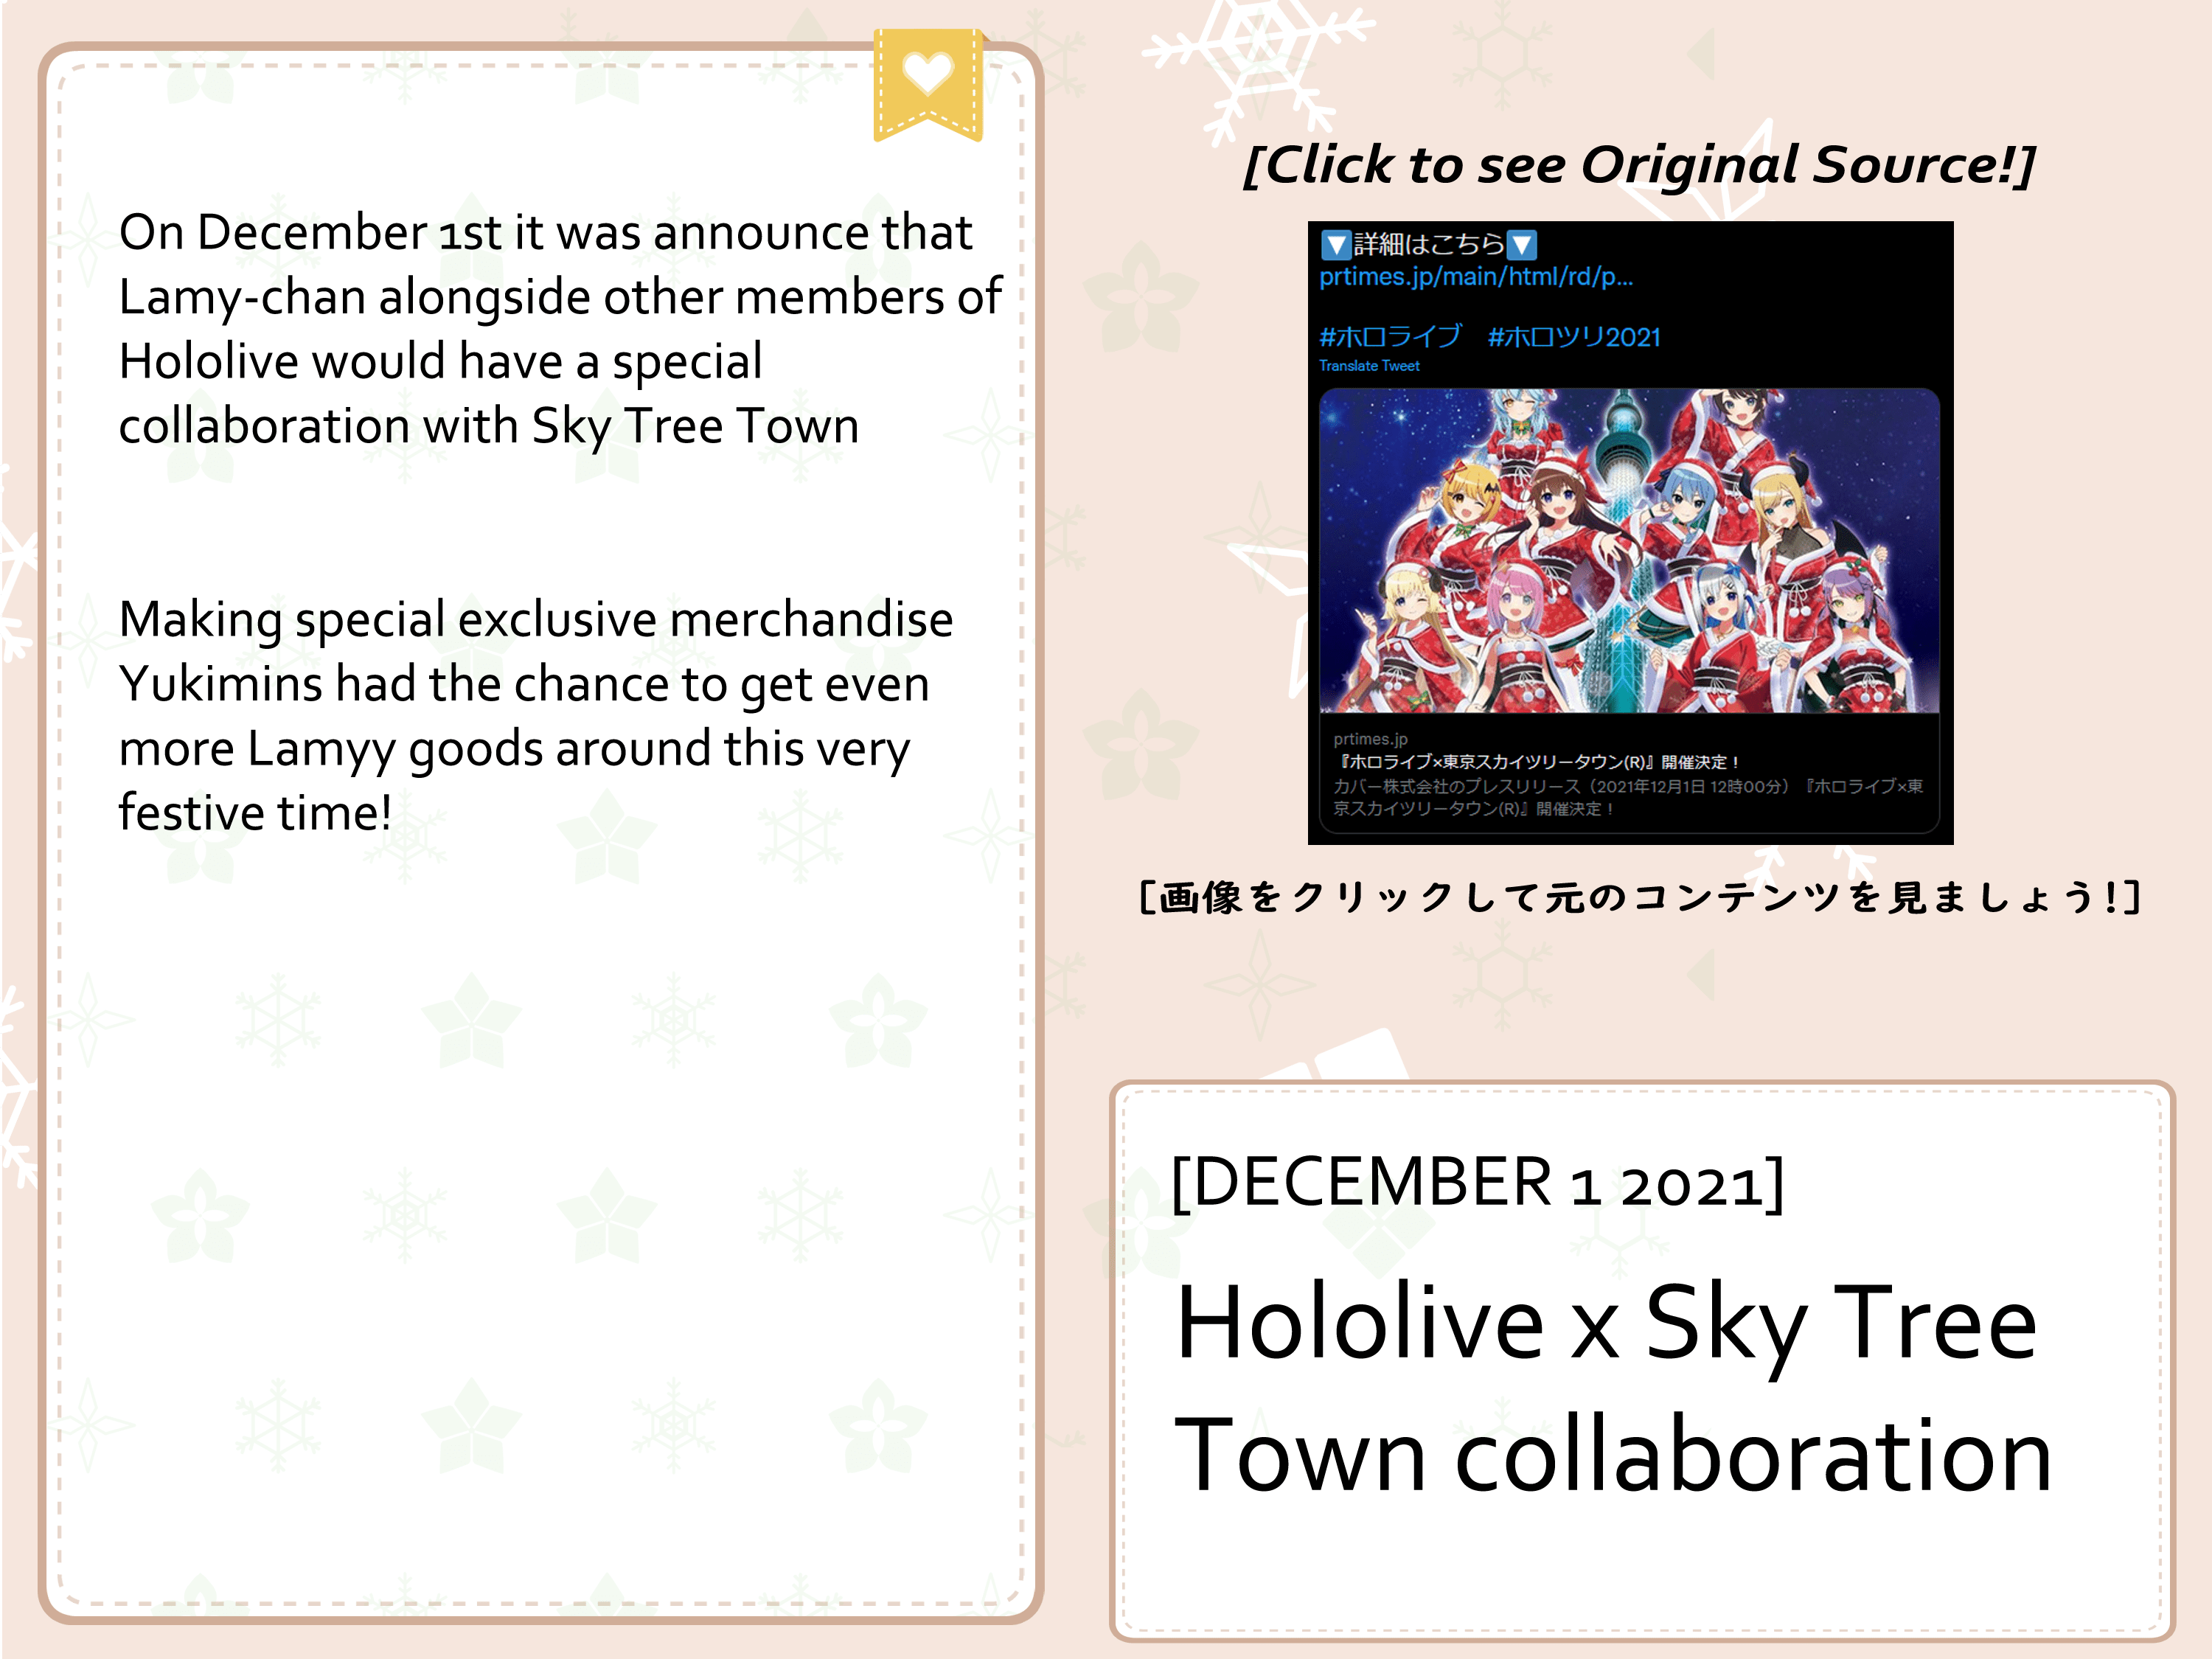 On December 1st it was announce that
Lamy-chan alongside other members of
Hololive would have a special
collaboration with Sky Tree Town
Making special exclusive merchandise
Yukimins had the chance to get even
more Lamyy goods around this very
festive time!
[Click to see Original Source!]
🔽詳細はこちら🔽
prtimes.jp/main/html/rd/p...
#ホロライブ #ホロツリ2021
Translate Tweet
prtimes.jp
『ホロライブ×東京スカイツリータウン(R)』開催決定！
カバー株式会社のプレスリリース（2021年12月1日 12時00分）『ホロライブ×東
京スカイツリータウン(R)』開催決定！
[画像をクリックして元のコンテンツを見ましょう!]
[DECEMBER 1 2021]
Hololive x Sky Tree
Town collaboration